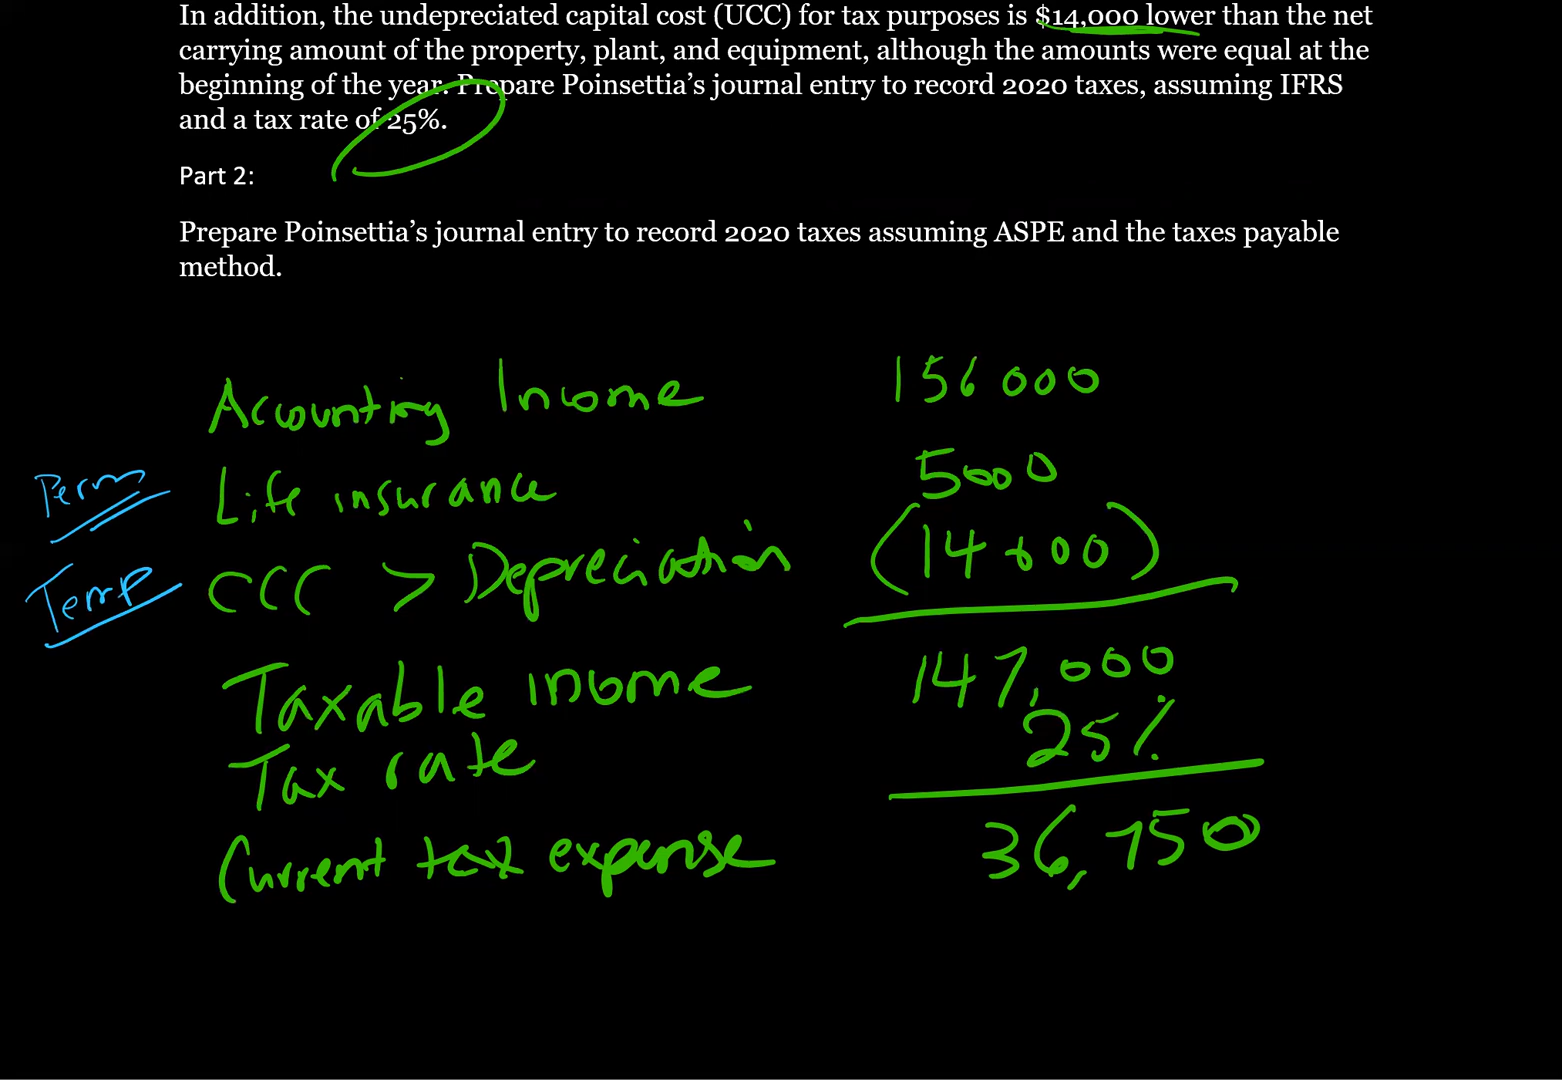 In addition, the undepreciated capital cost (UCC) for tax purposes is $14,000 lower than the net
carrying amount of the property, plant, and equipment, although the amounts were equal at the
beginning of the year. Prepare Poinsettia’s journal entry to record 2020 taxes, assuming IFRS
and a tax rate of 25%.
Part 2:
Prepare Poinsettia’s journal entry to record 2020 taxes assuming ASPE and the taxes payable
method.
Accounting Income 156000
Perm Life insurance 5000
Temp CCC > Depreciation (14000)
Taxable income 147,000
Tax rate 25%
Current tax expense 36,750